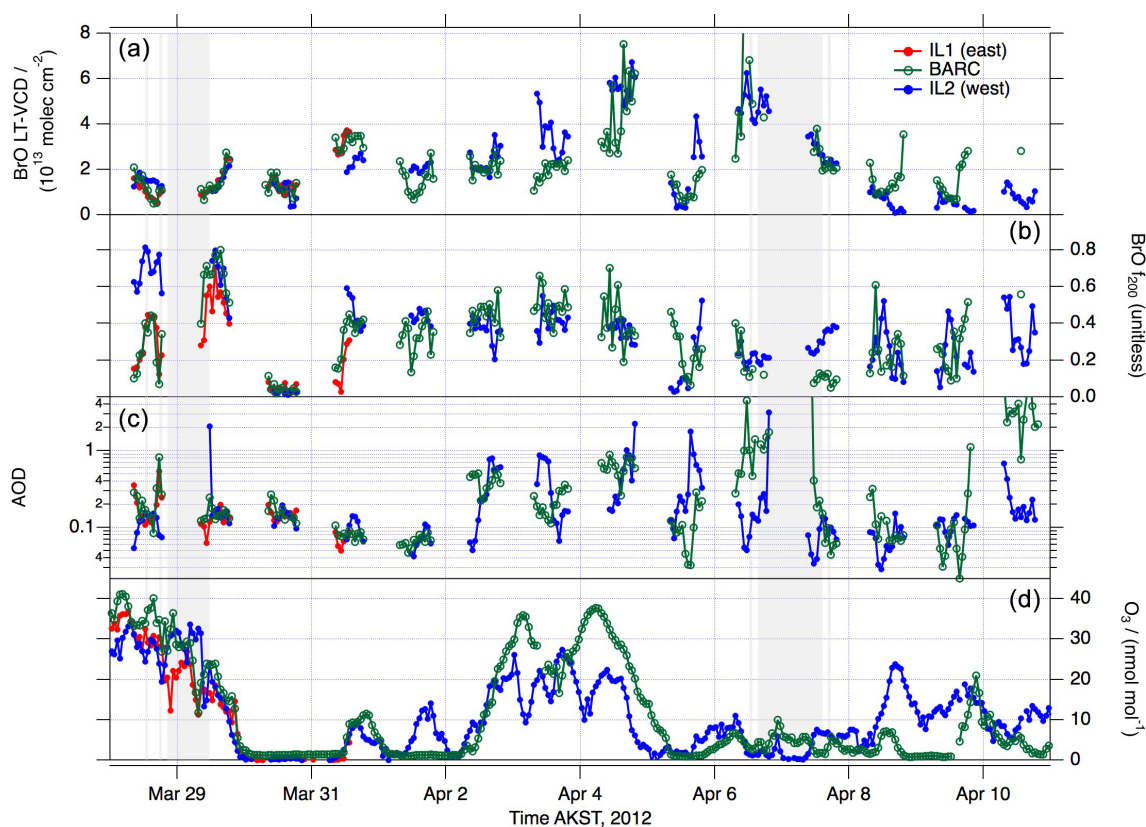 (a)
BrO LT-VCD /
(10¹³ molec cm⁻²)
8
6
4
2
0
IL1 (east)
BARC
IL2 (west)
(b)
BrO f₂₀₀ (unitless)
0.8
0.6
0.4
0.2
0.0
(c)
AOD
4
2
1
4
2
0.1
4
(d)
O₃ / (nmol mol⁻¹)
40
30
20
10
0
Mar 29
Mar 31
Apr 2
Apr 4
Apr 6
Apr 8
Apr 10
Time AKST, 2012